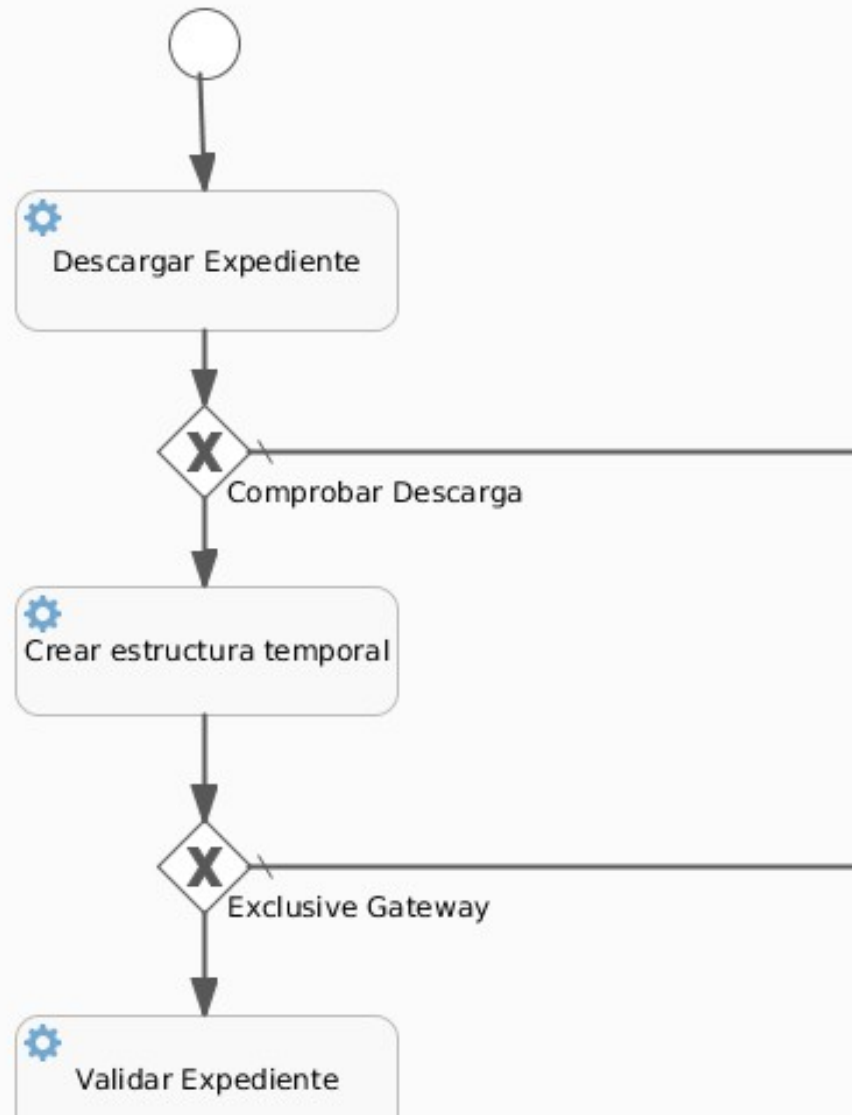 Descargar Expediente
Comprobar Descarga
Crear estructura temporal
Exclusive Gateway
Validar Expediente